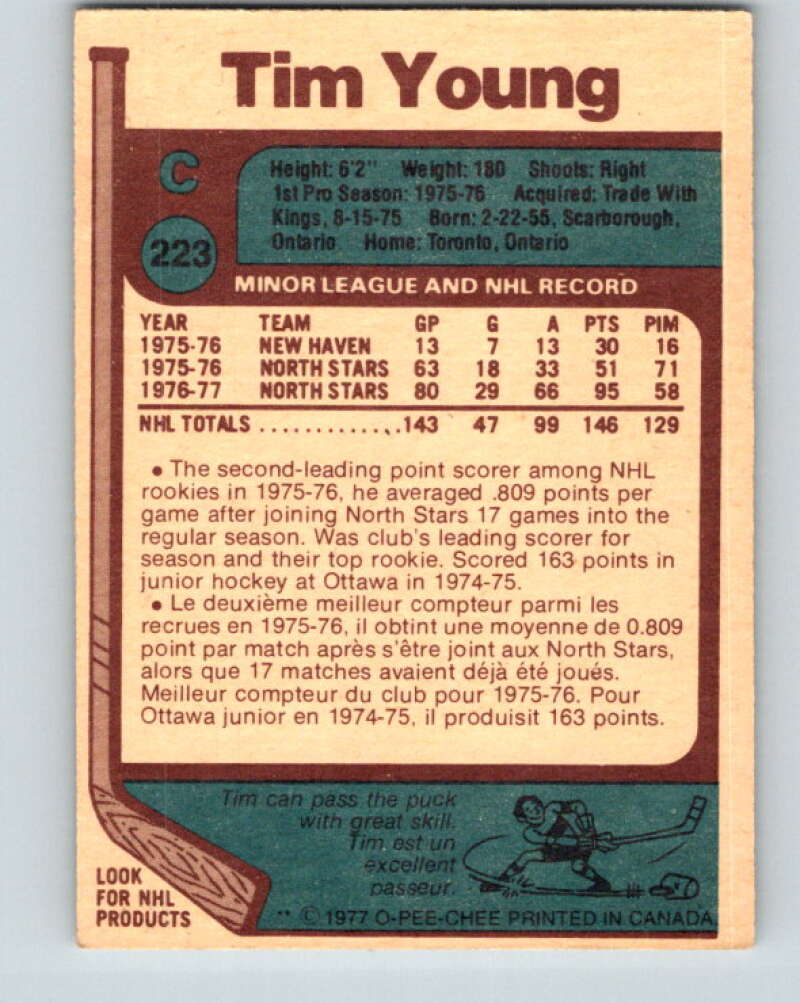 Tim Young
C
Height: 6'2" Weight: 180 Shoots: Right
1st Pro Season: 1975-76 Acquired: Trade With
Kings, 8-15-75 Born: 2-22-55, Scarborough,
Ontario Home: Toronto, Ontario
223
MINOR LEAGUE AND NHL RECORD
YEAR TEAM GP G A PTS PIM
1975-76 NEW HAVEN 13 7 13 30 16
1975-76 NORTH STARS 63 18 33 51 71
1976-77 NORTH STARS 80 29 66 95 58
NHL TOTALS .............143 47 99 146 129
• The second-leading point scorer among NHL
rookies in 1975-76, he averaged .809 points per
game after joining North Stars 17 games into the
regular season. Was club's leading scorer for
season and their top rookie. Scored 163 points in
junior hockey at Ottawa in 1974-75.
• Le deuxième meilleur compteur parmi les
recrues en 1975-76, il obtint une moyenne de 0.809
point par match après s'être joint aux North Stars,
alors que 17 matches avaient déjà été joués.
Meilleur compteur du club pour 1975-76. Pour
Ottawa junior en 1974-75, il produisit 163 points.
Tim can pass the puck
with great skill.
Tim est un
excellent
passeur.
LOOK
FOR NHL
PRODUCTS
** © 1977 O-PEE-CHEE PRINTED IN CANADA